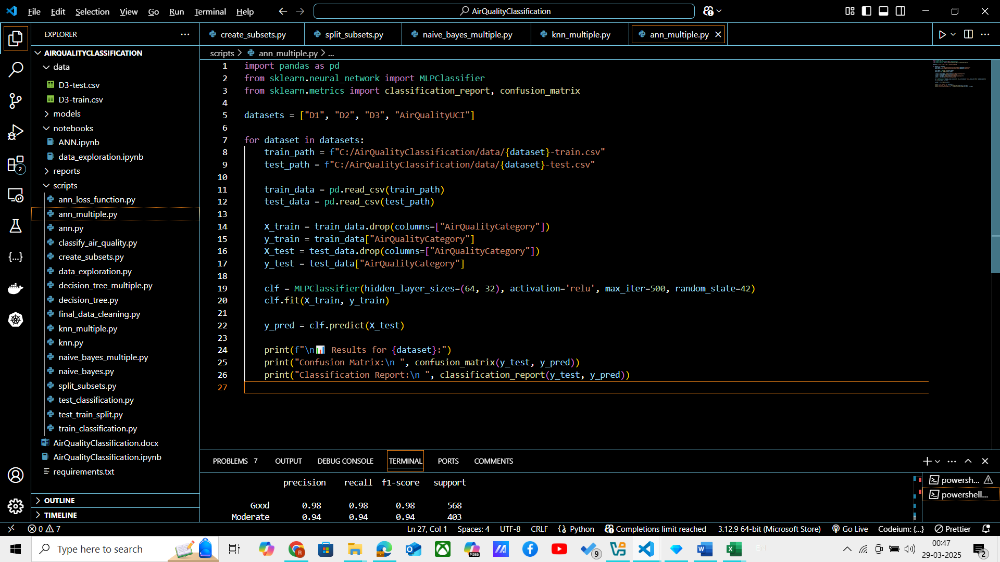 File Edit Selection View Go Run Terminal Help
AirQualityClassification
EXPLORER
AIRQUALITYCLASSIFICATION
data
D3-test.csv
D3-train.csv
models
notebooks
ANN.ipynb
data_exploration.ipynb
reports
scripts
ann_loss_function.py
ann_multiple.py
ann.py
classify_air_quality.py
create_subsets.py
data_exploration.py
decision_tree_multiple.py
decision_tree.py
final_data_cleaning.py
knn_multiple.py
knn.py
naive_bayes_multiple.py
naive_bayes.py
split_subsets.py
test_classification.py
test_train_split.py
train_classification.py
AirQualityClassification.docx
AirQualityClassification.ipynb
requirements.txt
OUTLINE
TIMELINE
2
create_subsets.py split_subsets.py naive_bayes_multiple.py knn_multiple.py ann_multiple.py
scripts > ann_multiple.py > ...
1 import pandas as pd
2 from sklearn.neural_network import MLPClassifier
3 from sklearn.metrics import classification_report, confusion_matrix
4
5 datasets = ["D1", "D2", "D3", "AirQualityUCI"]
6
7 for dataset in datasets:
8 train_path = f"C:/AirQualityClassification/data/{dataset}-train.csv"
9 test_path = f"C:/AirQualityClassification/data/{dataset}-test.csv"
10
11 train_data = pd.read_csv(train_path)
12 test_data = pd.read_csv(test_path)
13
14 X_train = train_data.drop(columns=["AirQualityCategory"])
15 y_train = train_data["AirQualityCategory"]
16 X_test = test_data.drop(columns=["AirQualityCategory"])
17 y_test = test_data["AirQualityCategory"]
18
19 clf = MLPClassifier(hidden_layer_sizes=(64, 32), activation='relu', max_iter=500, random_state=42)
20 clf.fit(X_train, y_train)
21
22 y_pred = clf.predict(X_test)
23
24 print(f"\n📊 Results for {dataset}:")
25 print("Confusion Matrix:\n ", confusion_matrix(y_test, y_pred))
26 print("Classification Report:\n ", classification_report(y_test, y_pred))
27
PROBLEMS 7 OUTPUT DEBUG CONSOLE TERMINAL PORTS COMMENTS
precision recall f1-score support
Good 0.98 0.98 0.98 568
Moderate 0.94 0.94 0.94 403
powersh...
powershell...
0 7 Ln 27, Col 1 Spaces: 4 UTF-8 CRLF Python Completions limit reached 3.12.9 64-bit (Microsoft Store) Go Live Codeium: {...} Prettier
Type here to search
M365
9
00:47
29-03-2025
2